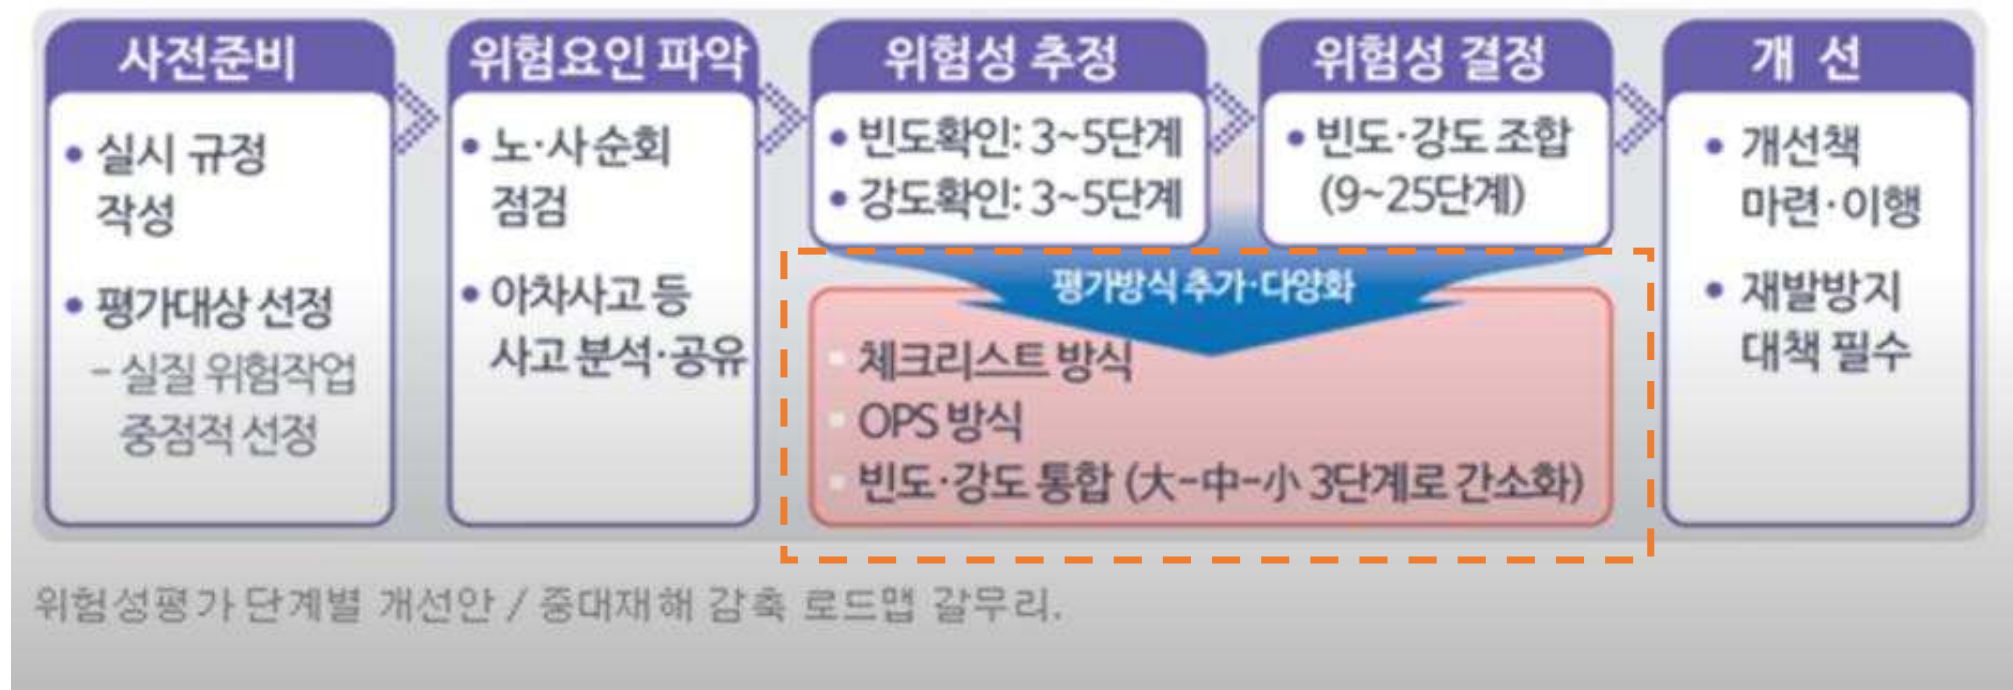 사전준비
• 실시 규정
작성
• 평가대상 선정
- 실질 위험작업
중점적 선정
위험요인 파악
• 노·사 순회
점검
• 아차사고 등
사고 분석·공유
위험성 추정
• 빈도확인: 3~5단계
• 강도확인: 3~5단계
위험성 결정
• 빈도·강도 조합
(9~25단계)
평가방식 추가·다양화
체크리스트 방식
OPS 방식
빈도·강도 통합 (大-中-小 3단계로 간소화)
개 선
• 개선책
마련·이행
• 재발방지
대책 필수
위험성평가 단계별 개선안 / 중대재해 감축 로드맵 갈무리.